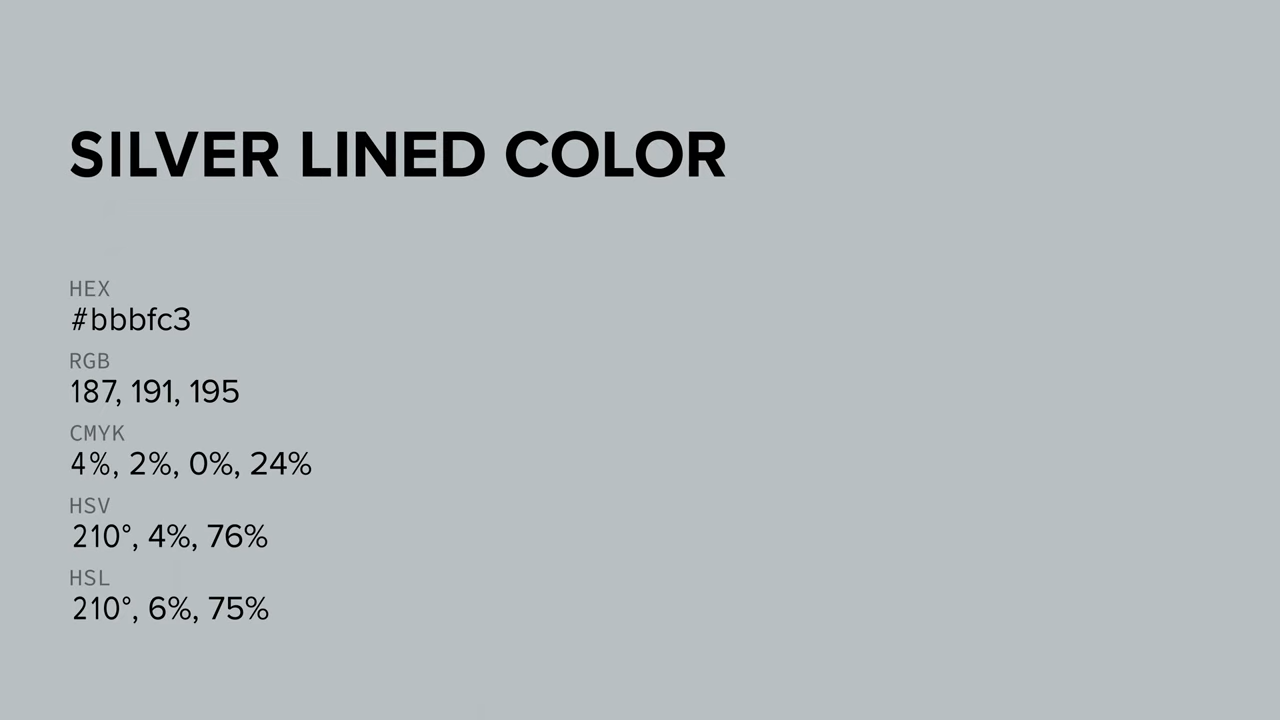 SILVER LINED COLOR
HEX
#bbbfc3
RGB
187, 191, 195
CMYK
4%, 2%, 0%, 24%
HSV
210°, 4%, 76%
HSL
210°, 6%, 75%